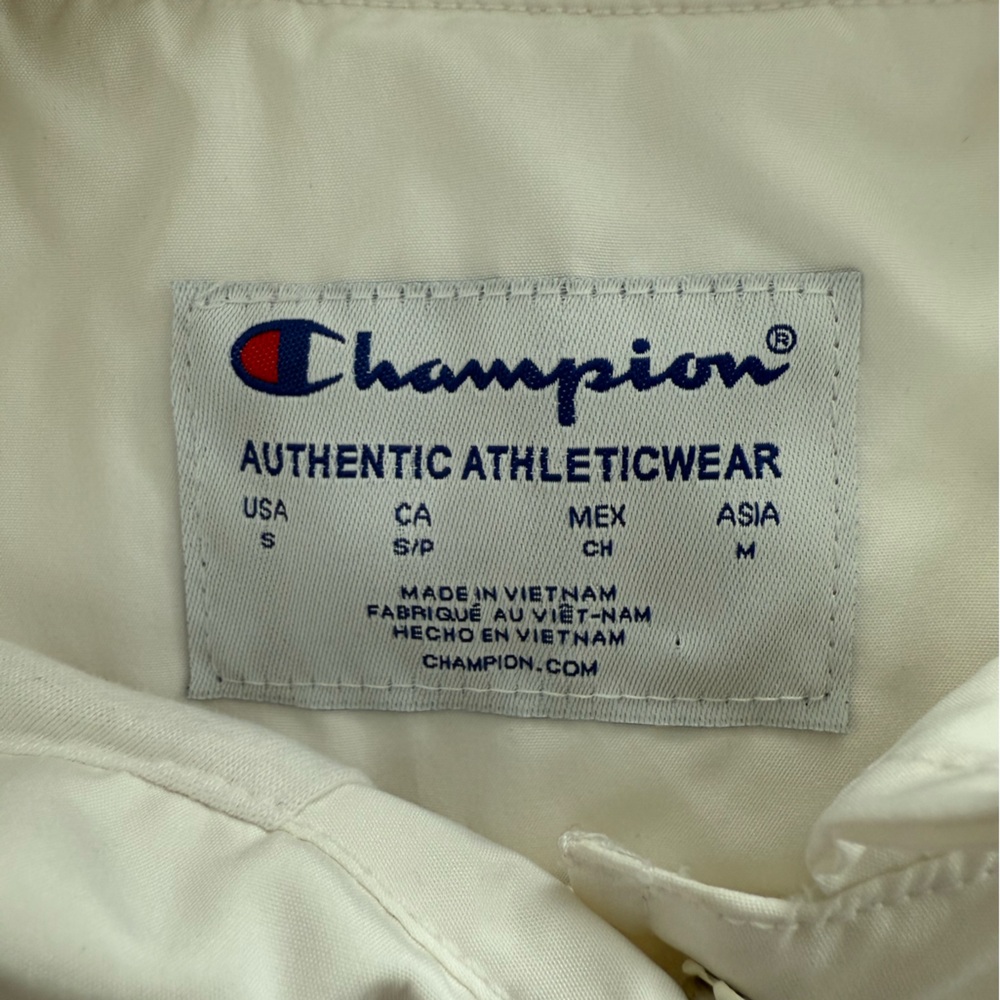 Champion®
AUTHENTIC ATHLETICWEAR
USA CA MEX ASIA
S S/P CH M
MADE IN VIETNAM
FABRIQUÉ AU VIÊT-NAM
HECHO EN VIETNAM
CHAMPION.COM